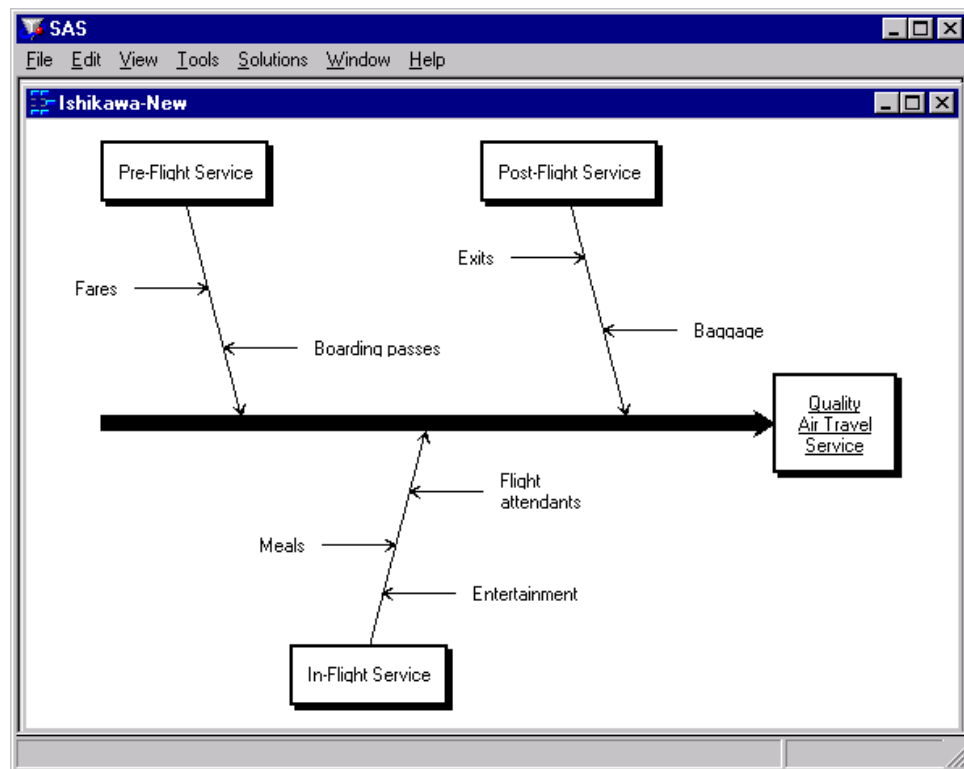 SAS
File Edit View Tools Solutions Window Help
Ishikawa-New
Pre-Flight Service
Post-Flight Service
Exits
Fares
Baggage
Boarding passes
Quality
Air Travel
Service
Flight
attendants
Meals
Entertainment
In-Flight Service